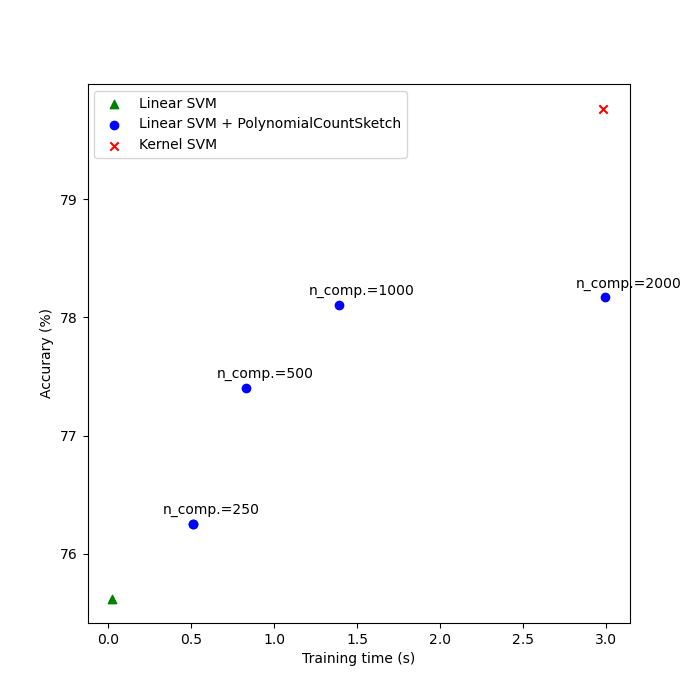 Linear SVM
Linear SVM + PolynomialCountSketch
Kernel SVM
79
n_comp.=2000
n_comp.=1000
78
n_comp.=500
Accurary (%)
77
n_comp.=250
76
0.0 0.5 1.0 1.5 2.0 2.5 3.0
Training time (s)